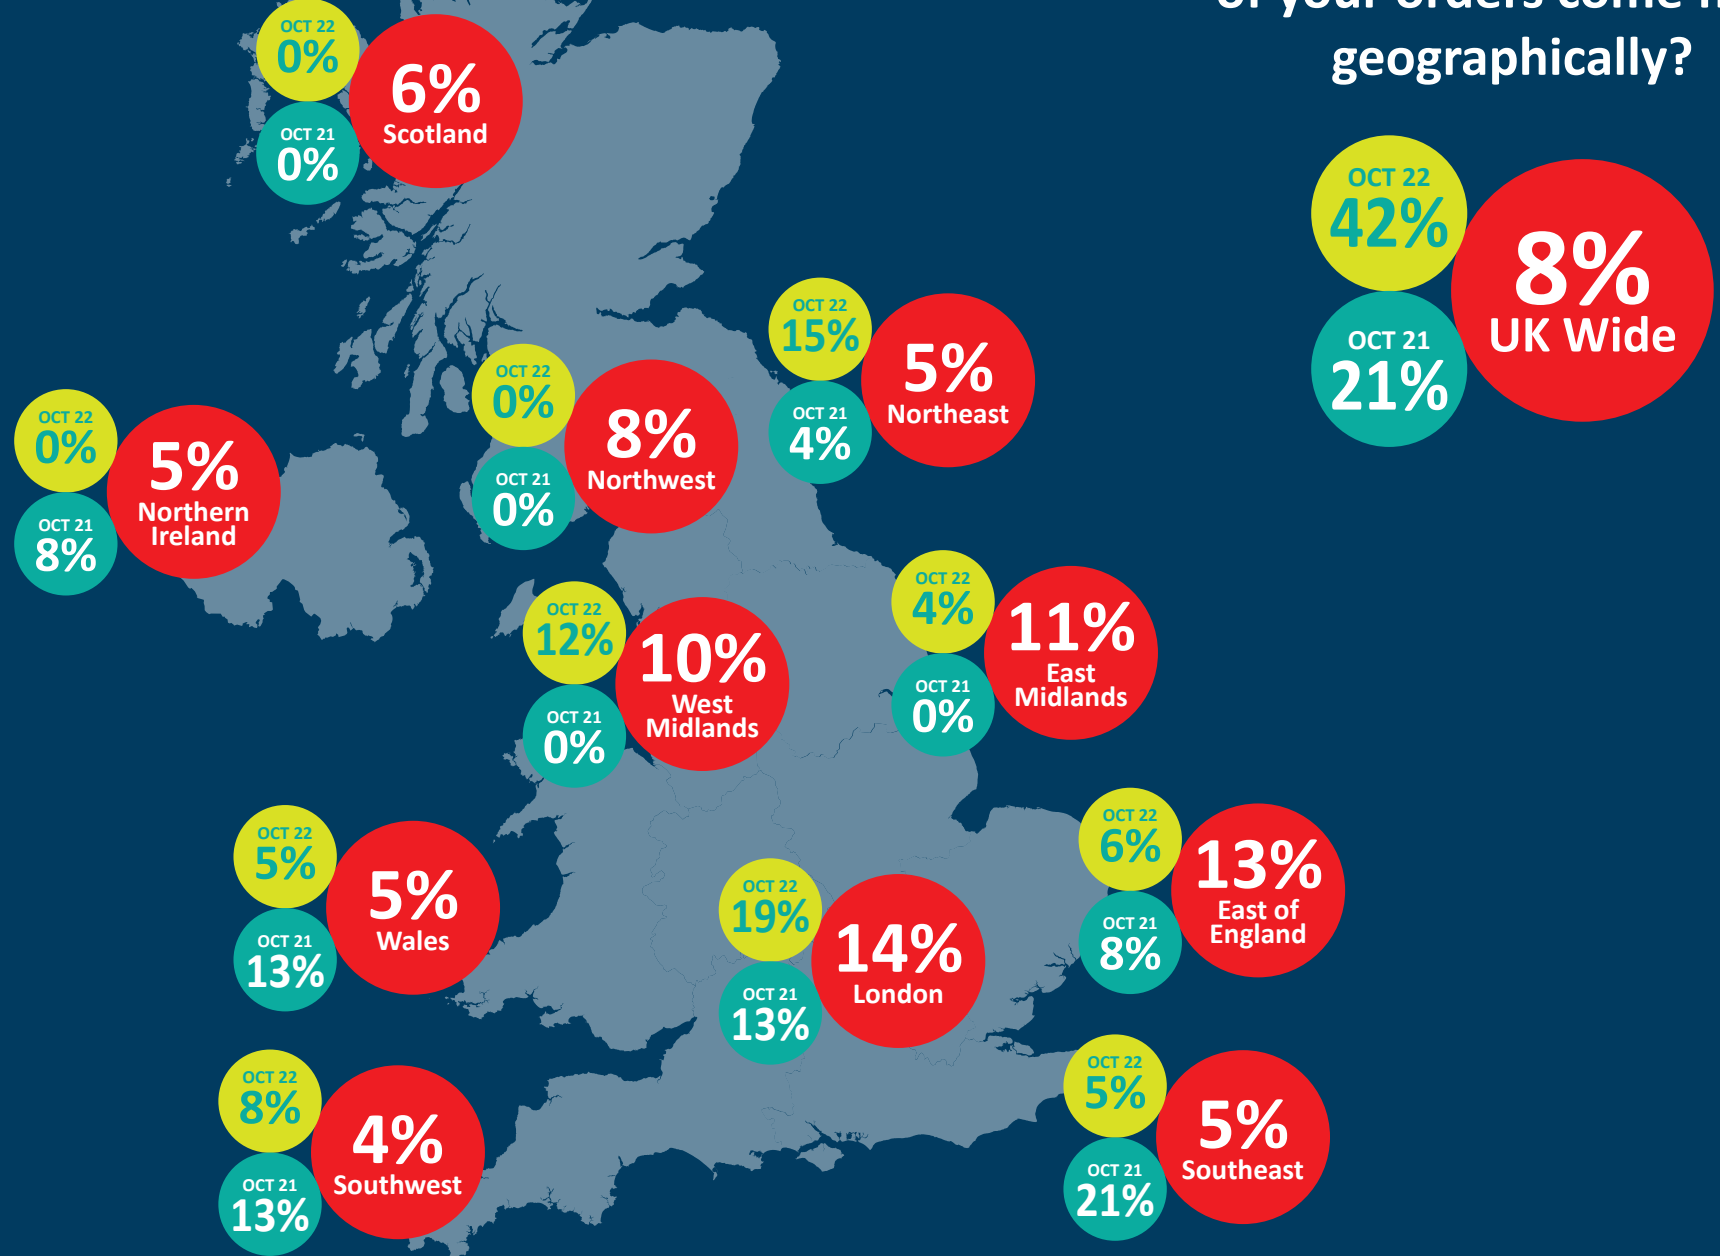 of your orders come
geographically?
OCT 22
42%
OCT 21
21%
8%
UK Wide
OCT 22
0%
OCT 21
0%
6%
Scotland
OCT 22
15%
OCT 21
4%
5%
Northeast
OCT 22
0%
OCT 21
0%
8%
Northwest
OCT 22
0%
OCT 21
8%
5%
Northern
Ireland
OCT 22
4%
OCT 21
0%
11%
East
Midlands
OCT 22
12%
OCT 21
0%
10%
West
Midlands
OCT 22
6%
OCT 21
8%
13%
East of
England
OCT 22
5%
OCT 21
13%
5%
Wales
OCT 22
19%
OCT 21
13%
14%
London
OCT 22
5%
OCT 21
21%
5%
Southeast
OCT 22
8%
OCT 21
13%
4%
Southwest